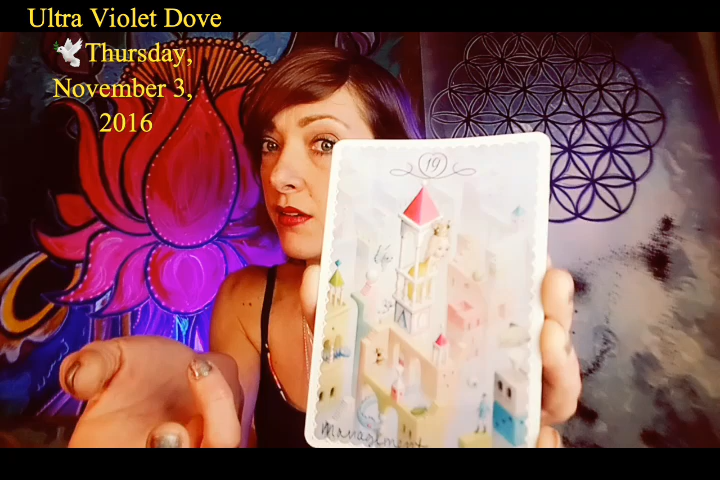 Ultra Violet Dove
🕊Thursday,
November 3,
2016
19
management